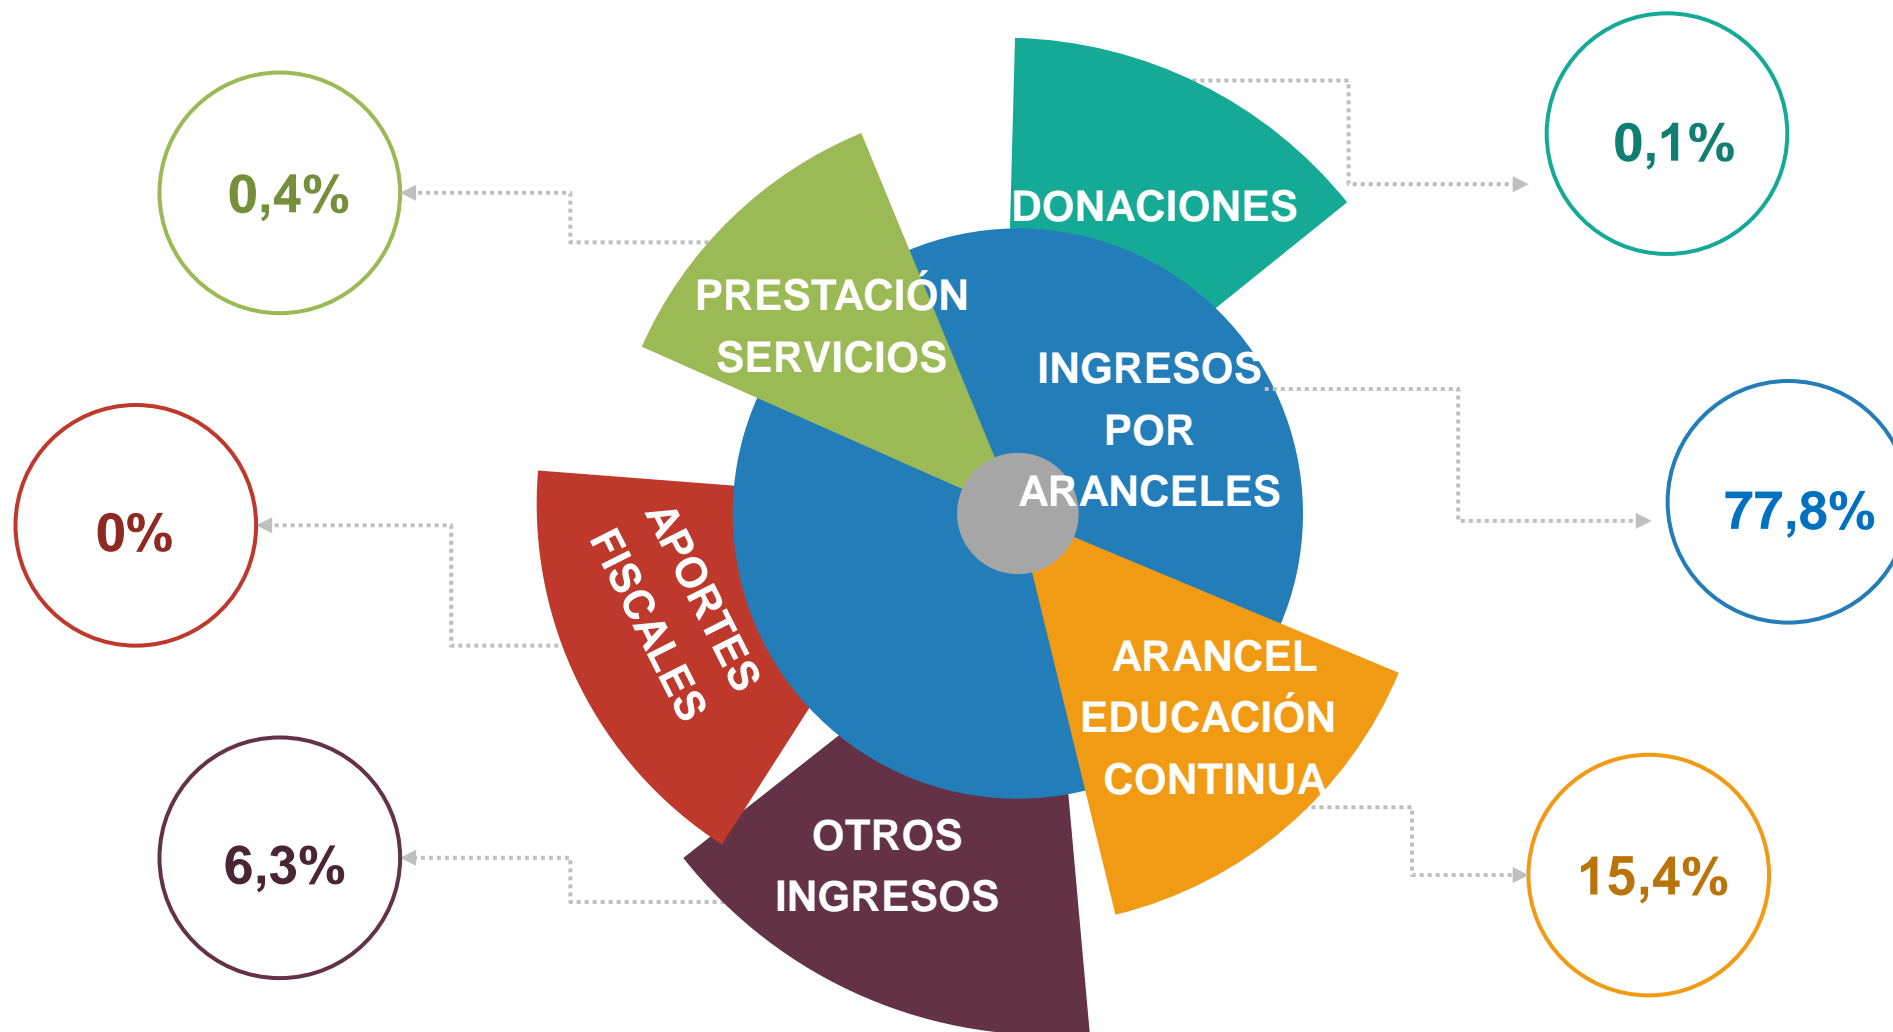 0,1%
0,4%
DONACIONES
PRESTACIÓN
SERVICIOS
INGRESOS
POR
ARANCELES
77,8%
0%
APORTES
FISCALES
ARANCEL
EDUCACIÓN
CONTINUA
OTROS
INGRESOS
6,3%
15,4%